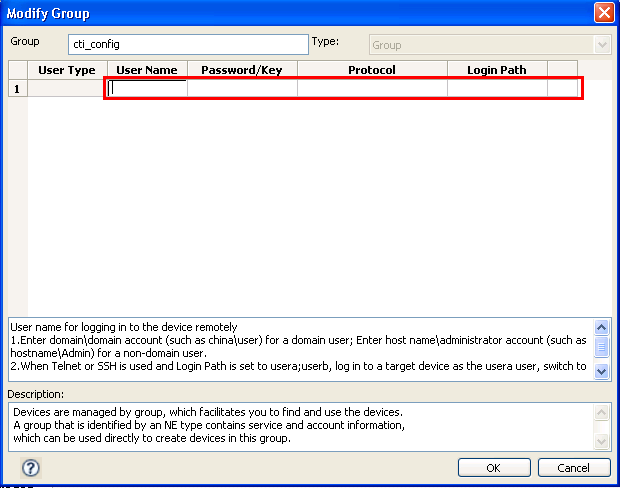 Modify Group
Group cti_config Type: Group
User Type User Name Password/Key Protocol Login Path
1
User name for logging in to the device remotely
1.Enter domain\domain account (such as china\user) for a domain user; Enter host name\administrator account (such as
hostname\Admin) for a non-domain user.
2.When Telnet or SSH is used and Login Path is set to usera;userb, log in to a target device as the usera user, switch to
Description:
Devices are managed by group, which facilitates you to find and use the devices.
A group that is identified by an NE type contains service and account information,
which can be used directly to create devices in this group.
? OK Cancel